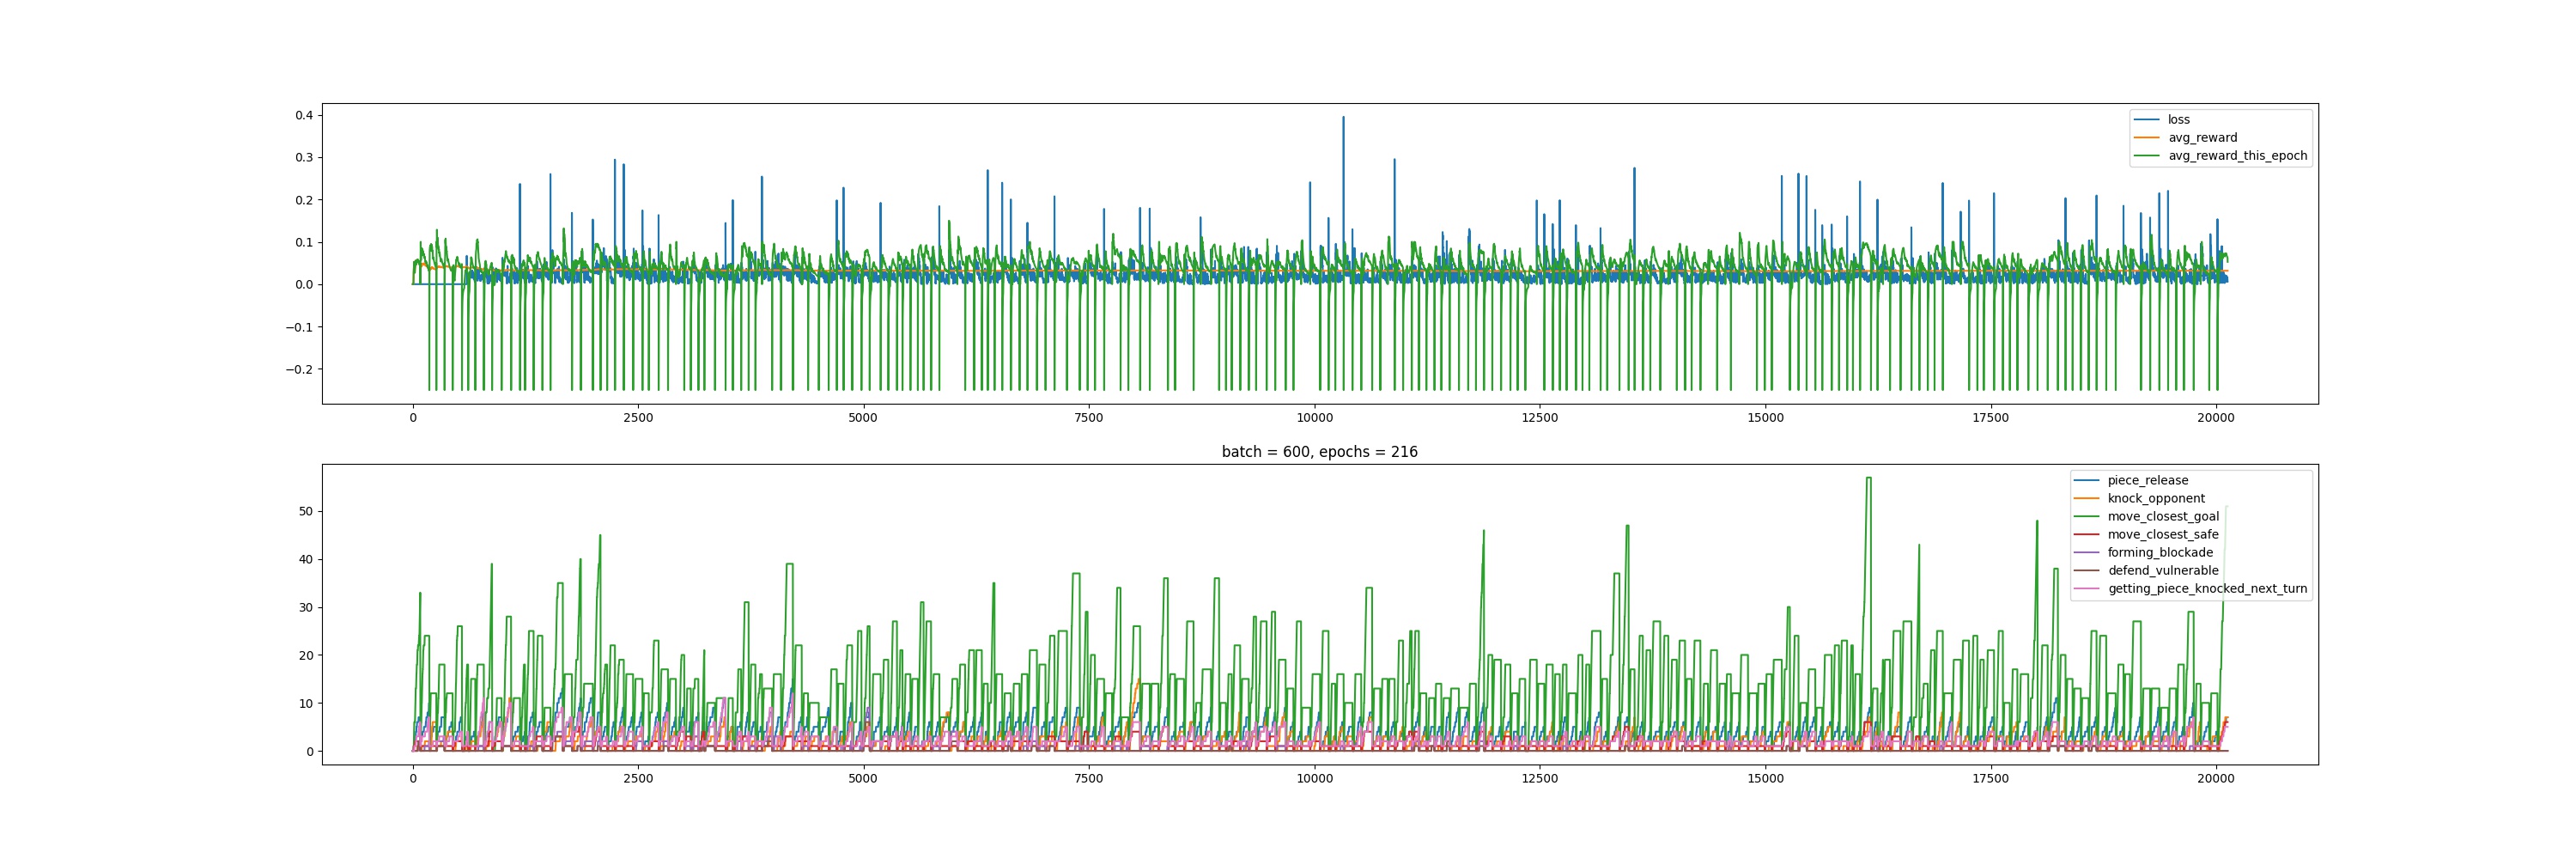 0.4
0.3
0.2
0.1
0.0
−0.1
−0.2
loss
avg_reward
avg_reward_this_epoch
0 2500 5000 7500 10000 12500 15000 17500 20000
batch = 600, epochs = 216
50
40
30
20
10
0
piece_release
knock_opponent
move_closest_goal
move_closest_safe
forming_blockade
defend_vulnerable
getting_piece_knocked_next_turn
0 2500 5000 7500 10000 12500 15000 17500 20000